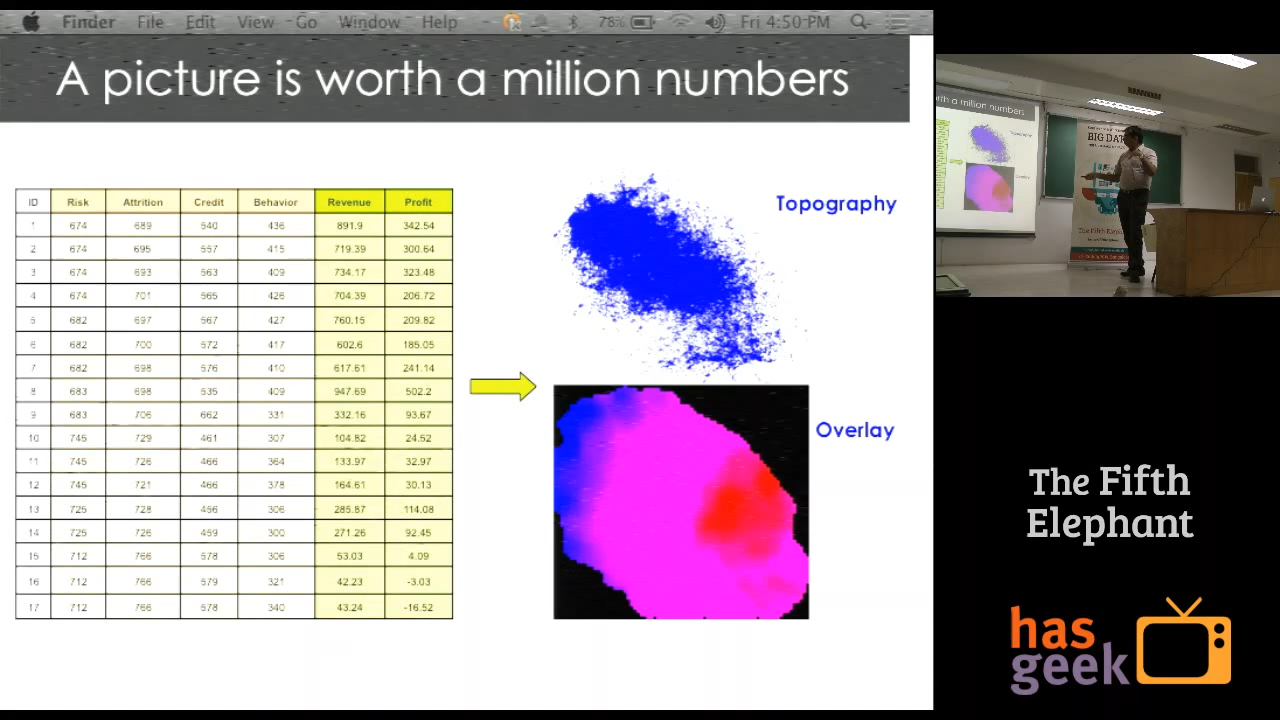 Finder File Edit View Go Window Help 78% Fri 4:50 PM
A picture is worth a million numbers
ID Risk Attrition Credit Behavior Revenue Profit
1 674 689 540 436 891.9 342.54
2 674 695 557 415 719.39 300.64
3 674 693 563 409 734.17 323.48
4 674 701 565 426 704.39 206.72
5 682 697 567 427 760.15 209.82
6 682 700 572 417 602.6 185.05
7 682 698 576 410 617.61 241.14
8 683 698 535 409 947.69 502.2
9 683 706 662 331 332.16 93.67
10 745 729 461 307 104.82 24.52
11 745 726 466 364 133.97 32.97
12 745 721 466 378 164.61 30.13
13 725 728 456 306 285.87 114.08
14 725 726 459 300 271.26 92.45
15 712 766 578 306 53.03 4.09
16 712 766 579 321 42.23 -3.03
17 712 766 578 340 43.24 -16.52
Topography
Overlay
orth a million numbers
BIG DA
The Fifth
The Fifth
Elephant
has
geek